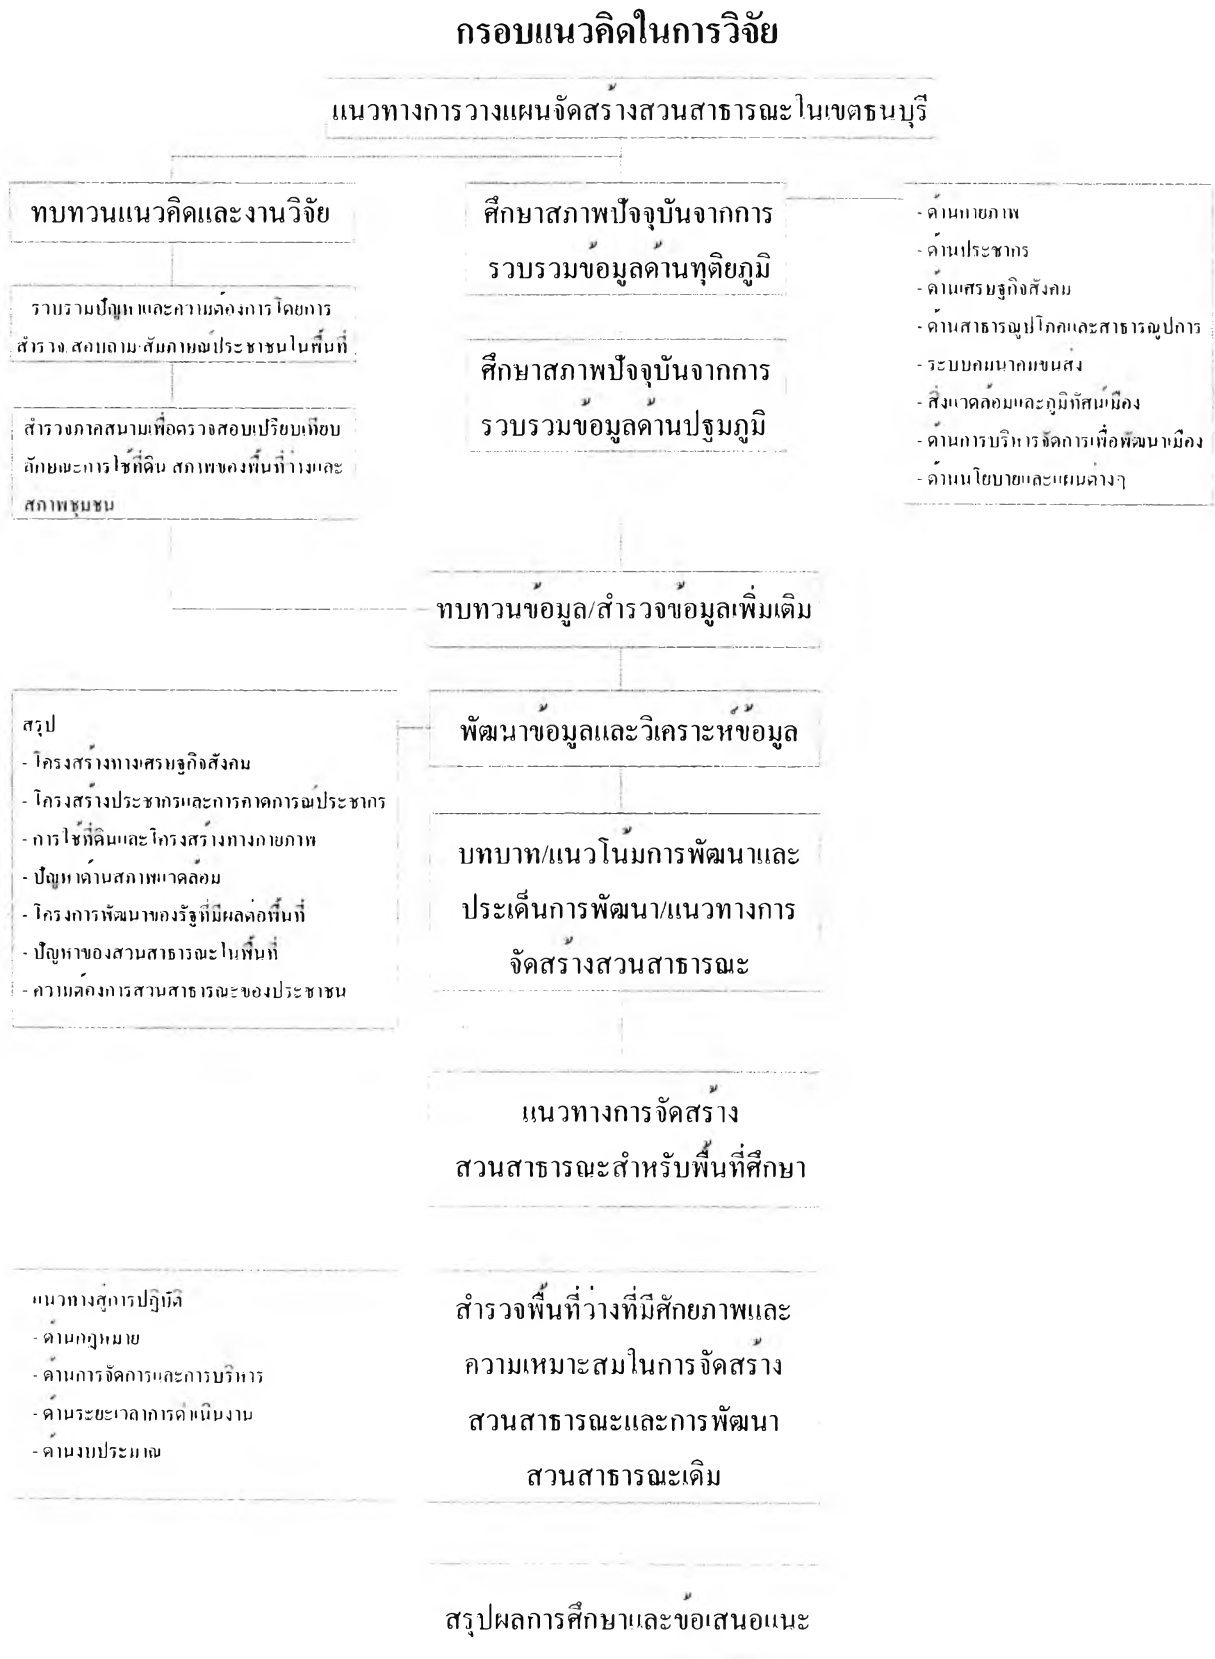 กรอบแนวคิดในการวิจัย
แนวทางการวางแผนจัดสร้างสวนสาธารณะในเขตธนบุรี
ทบทวนแนวคิดและงานวิจัย
รวบรวมปัญหาและความต้องการโดยการ
สำรวจ สอบถาม สัมภาษณ์ประชาชนในพื้นที่
สำรวจภาคสนามเพื่อตรวจสอบเปรียบเทียบ
ลักษณะการใช้ที่ดิน สภาพของพื้นที่ว่างและ
สภาพชุมชน
ศึกษาสภาพปัจจุบันจากการ
รวบรวมข้อมูลด้านทุติยภูมิ
ศึกษาสภาพปัจจุบันจากการ
รวบรวมข้อมูลด้านปฐมภูมิ
- ด้านกายภาพ
- ด้านประชากร
- ด้านเศรษฐกิจสังคม
- ด้านสาธารณูปโภคและสาธารณูปการ
- ระบบคมนาคมขนส่ง
- สิ่งแวดล้อมและภูมิทัศน์เมือง
- ด้านการบริหารจัดการเพื่อพัฒนาเมือง
- ด้านนโยบายและแผนต่างๆ
ทบทวนข้อมูล/สำรวจข้อมูลเพิ่มเติม
พัฒนาข้อมูลและวิเคราะห์ข้อมูล
สรุป
- โครงสร้างทางเศรษฐกิจสังคม
- โครงสร้างประชากรและการคาดการณ์ประชากร
- การใช้ที่ดินและโครงสร้างทางกายภาพ
- ปัญหาด้านสภาพแวดล้อม
- โครงการพัฒนาของรัฐที่มีผลต่อพื้นที่
- ปัญหาของสวนสาธารณะในพื้นที่
- ความต้องการสวนสาธารณะของประชาชน
บทบาท/แนวโน้มการพัฒนาและ
ประเด็นการพัฒนา/แนวทางการ
จัดสร้างสวนสาธารณะ
แนวทางการจัดสร้าง
สวนสาธารณะสำหรับพื้นที่ศึกษา
แนวทางสู่การปฏิบัติ
- ด้านกฎหมาย
- ด้านการจัดการและการบริหาร
- ด้านระยะเวลาการดำเนินงาน
- ด้านงบประมาณ
สำรวจพื้นที่ว่างที่มีศักยภาพและ
ความเหมาะสมในการจัดสร้าง
สวนสาธารณะและการพัฒนา
สวนสาธารณะเดิม
สรุปผลการศึกษาและข้อเสนอแนะ